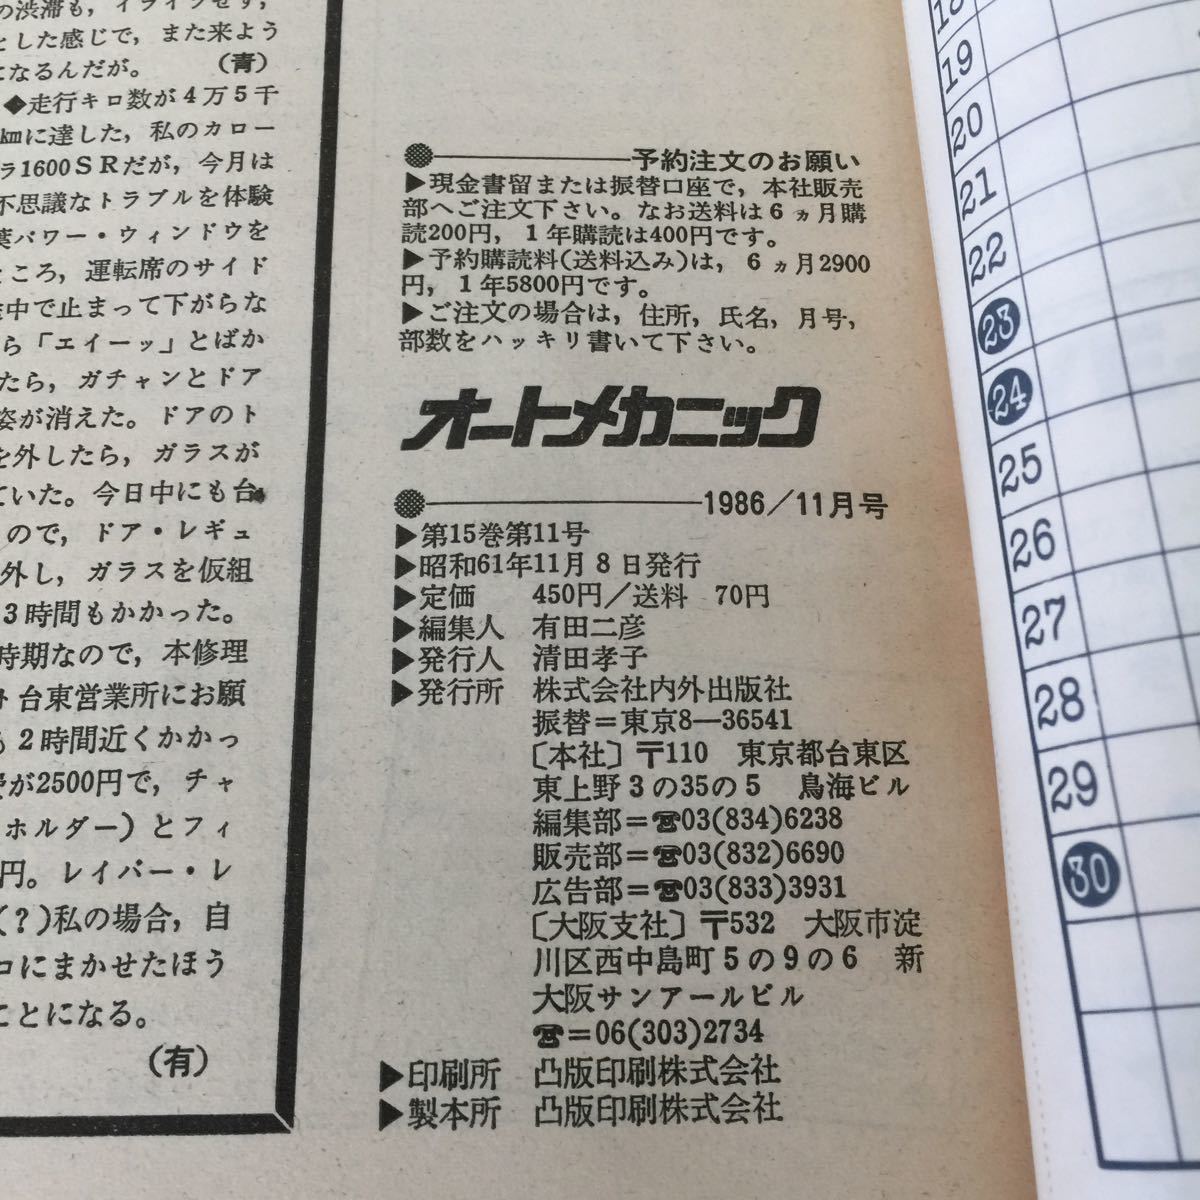 の渋滞も，イライラせず，
とした感じで，また来よう
になるんだが。　（青）
◆走行キロ数が4万5千
kmに達した，私のカロー
ラ1600SRだが，今月は
不思議なトラブルを体験
パワー・ウィンドウを
ところ，運転席のサイド
中で止まって下がらな
ら「エイーッ」とばか
たら，ガチャンとドア
姿が消えた。ドアのト
を外したら，ガラスが
ていた。今日中にも台
ので，ドア・レギュ
外し，ガラスを仮組
3時間もかかった。
時期なので，本修理
台東営業所にお願
2時間近くかかっ
が2500円で，チャ
ホルダー）とフィ
円。レイバー・レ
（？）私の場合，自
ロにまかせたほう
ことになる。
（有）
予約注文のお願い
▶現金書留または振替口座で，本社販売
部へご注文下さい。なお送料は6ヵ月購
読200円，1年購読は400円です。
▶予約購読料（送料込み）は，6ヵ月2900
円，1年5800円です。
▶ご注文の場合は，住所，氏名，月号，
部数をハッキリ書いて下さい。
オートメカニック
1986／11月号
▶第15巻第11号
▶昭和61年11月8日発行
▶定価　450円／送料　70円
▶編集人　有田二彦
▶発行人　清田孝子
▶発行所　株式会社内外出版社
振替＝東京8—36541
〔本社〕〒110　東京都台東区
東上野3の35の5　鳥海ビル
編集部＝☎03(834)6238
販売部＝☎03(832)6690
広告部＝☎03(833)3931
〔大阪支社〕〒532　大阪市淀
川区西中島町5の9の6　新
大阪サンアールビル
☎＝06(303)2734
▶印刷所　凸版印刷株式会社
▶製本所　凸版印刷株式会社
19
20
21
22
23
24
25
26
27
28
29
30